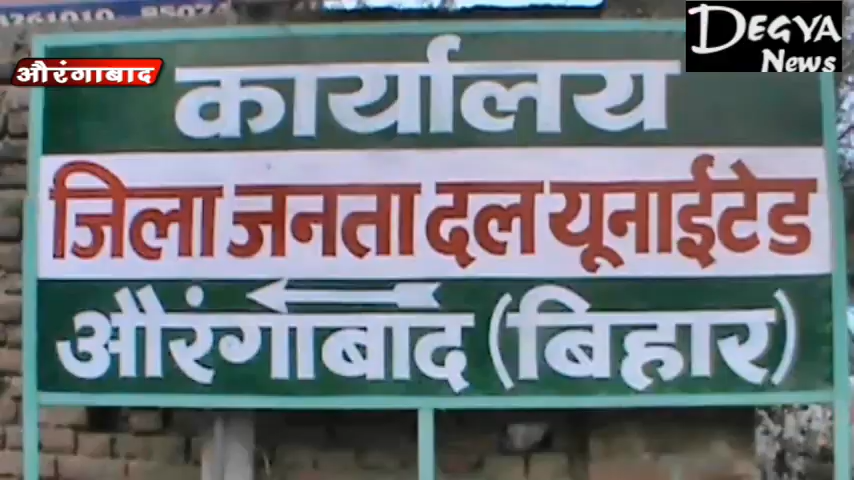 DEGYA
News
औरंगाबाद
कार्यालय
जिला जनता दल यूनाईटेड
औरंगाबाद (बिहार)